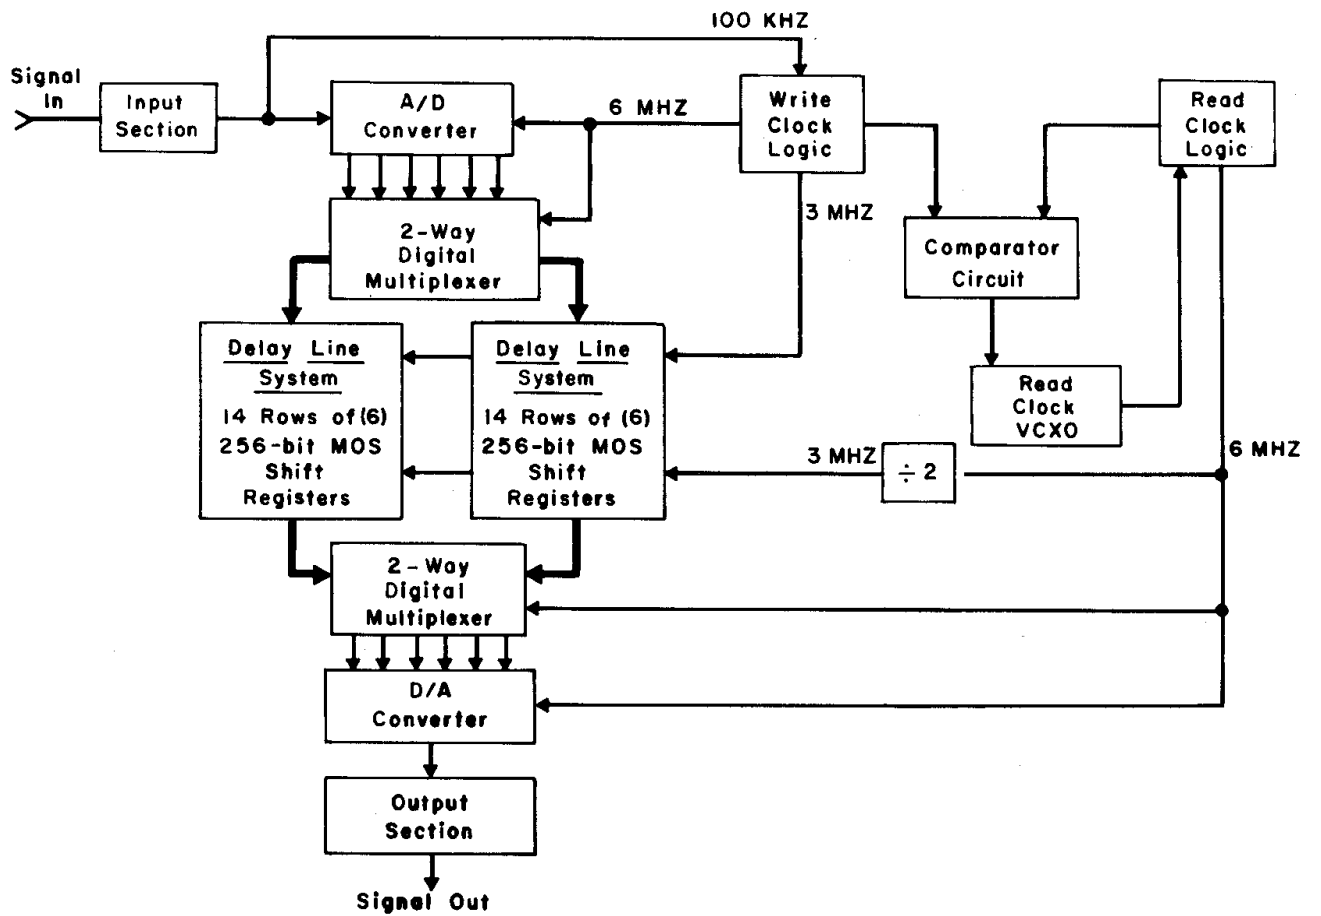 100 KHZ
Signal
In
Input
Section
A/D
Converter
6 MHZ
Write
Clock
Logic
Read
Clock
Logic
3 MHZ
2-Way
Digital
Multiplexer
Comparator
Circuit
Delay Line
System
14 Rows of (6)
256-bit MOS
Shift
Registers
Delay Line
System
14 Rows of (6)
256-bit MOS
Shift
Registers
Read
Clock
VCXO
3 MHZ
÷ 2
6 MHZ
2-Way
Digital
Multiplexer
D/A
Converter
Output
Section
Signal Out